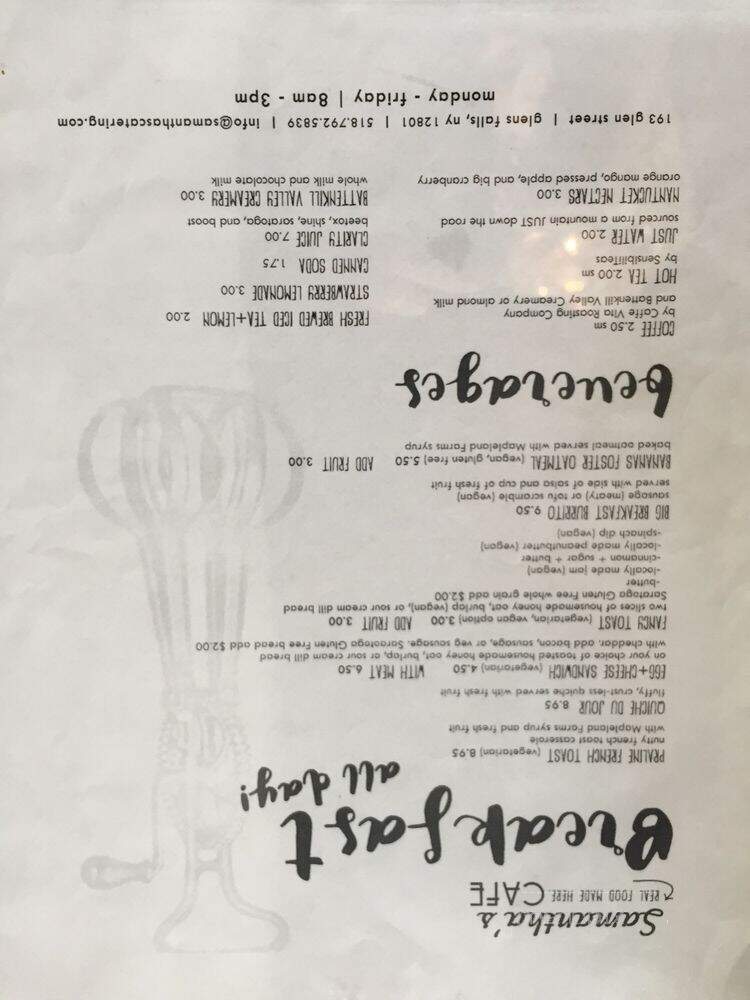 Samantha's
REAL FOOD MADE HERE. CAFE
Breakfast
all day!
PRALINE FRENCH TOAST (vegetarian) 8.95
nutty french toast casserole
with Mapleland Farms syrup and fresh fruit
QUICHE DU JOUR 8.95
fluffy, crust-less quiche served with fresh fruit
EGG+CHEESE SANDWICH (vegetarian) 4.50 WITH MEAT 6.50
on your choice of toasted housemade honey oat, burlap, or sour cream dill bread
with cheddar. add bacon, sausage, or veg sausage. Saratoga Gluten Free bread add $2.00
FANCY TOAST (vegetarian, vegan option) 3.00 ADD FRUIT 3.00
two slices of housemade honey oat, burlap (vegan), or sour cream dill bread
Saratoga Gluten Free whole grain add $2.00
-butter
-locally made jam (vegan)
-cinnamon + sugar + butter
-locally made peanutbutter (vegan)
-spinach dip (vegan)
BIG BREAKFAST BURRITO 9.50
sausage (meaty) or tofu scramble (vegan)
served with side of salsa and cup of fresh fruit
BANANAS FOSTER OATMEAL (vegan, gluten free) 5.50 ADD FRUIT 3.00
baked oatmeal served with Mapleland Farms syrup
beverages
COFFEE 2.50 sm
by Caffe Vita Roasting Company
and Battenkill Valley Creamery or almond milk
HOT TEA 2.00 sm
by SensibiliTeas
JUST WATER 2.00
sourced from a mountain JUST down the road
NANTUCKET NECTARS 3.00
orange mango, pressed apple, and big cranberry
FRESH BREWED ICED TEA+LEMON 2.00
STRAWBERRY LEMONADE 3.00
CANNED SODA 1.75
CLARITY JUICE 7.00
beetox, shine, saratoga, and boost
BATTENKILL VALLEY CREAMERY 3.00
whole milk and chocolate milk
193 glen street | glens falls, ny 12801 | 518.792.5839 | info@samanthascatering.com
monday - friday | 8am - 3pm